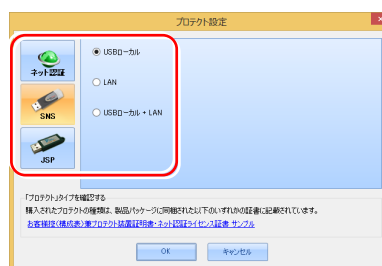 プロテクト設定
ネット認証
SNS
JSP
USBローカル
LAN
USBローカル + LAN
「プロテクト」タイプを確認する
購入されたプロテクトの種類は、製品パッケージに同梱された以下のいずれかの証書に記載されています。
お客様控(構成表)兼プロテクト装置証明書・ネット認証ライセンス証書 サンプル
OK
キャンセル